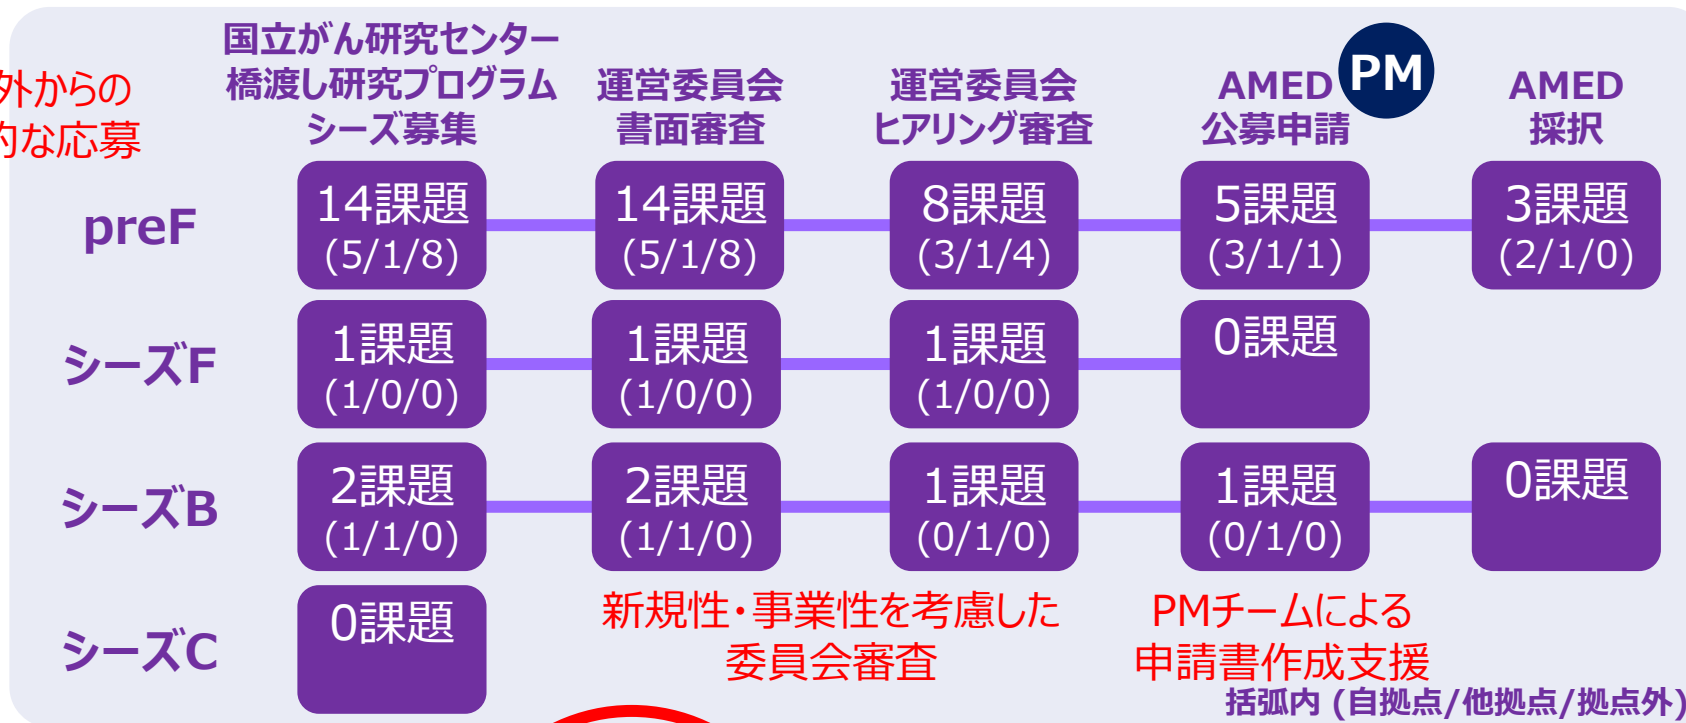 外からの
的な応募
国立がん研究センター
橋渡し研究プログラム
シーズ募集
運営委員会
書面審査
運営委員会
ヒアリング審査
AMED
公募申請
PM
AMED
採択
preF
14課題
(5/1/8)
14課題
(5/1/8)
8課題
(3/1/4)
5課題
(3/1/1)
3課題
(2/1/0)
シーズF
1課題
(1/0/0)
1課題
(1/0/0)
1課題
(1/0/0)
0課題
シーズB
2課題
(1/1/0)
2課題
(1/1/0)
1課題
(0/1/0)
1課題
(0/1/0)
0課題
シーズC
0課題
新規性・事業性を考慮した
委員会審査
PMチームによる
申請書作成支援
括弧内 (自拠点/他拠点/拠点外)